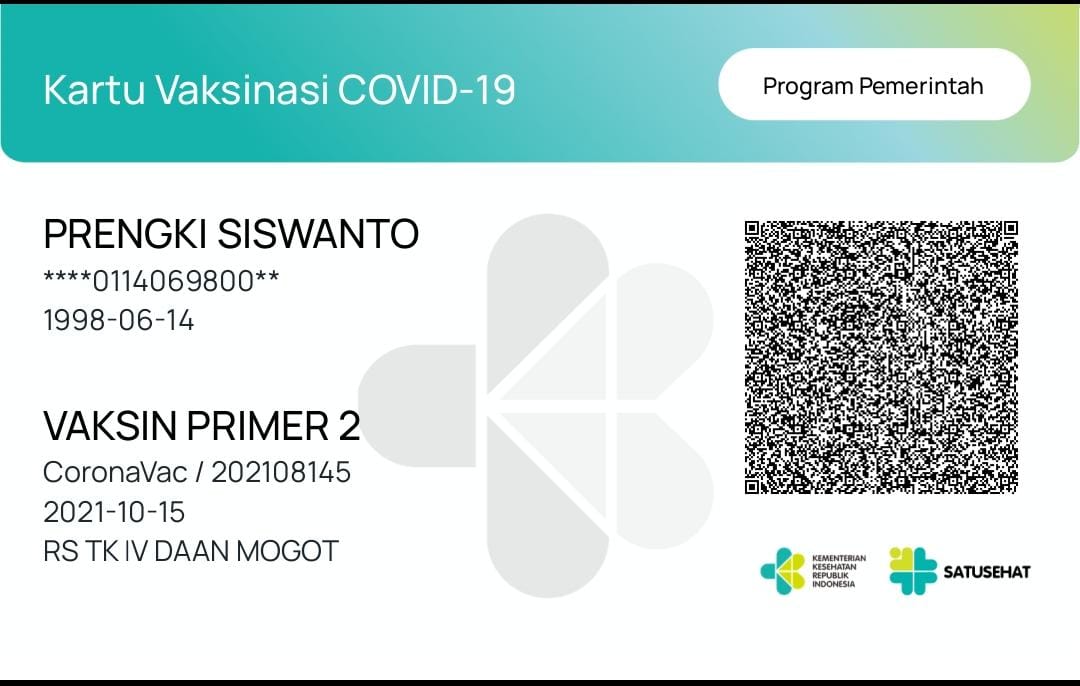 Kartu Vaksinasi COVID-19
Program Pemerintah
PRENGKI SISWANTO
****0114069800**
1998-06-14
VAKSIN PRIMER 2
CoronaVac / 202108145
2021-10-15
RS TK IV DAAN MOGOT
KEMENTERIAN
KESEHATAN
REPUBLIK
INDONESIA
SATUSEHAT